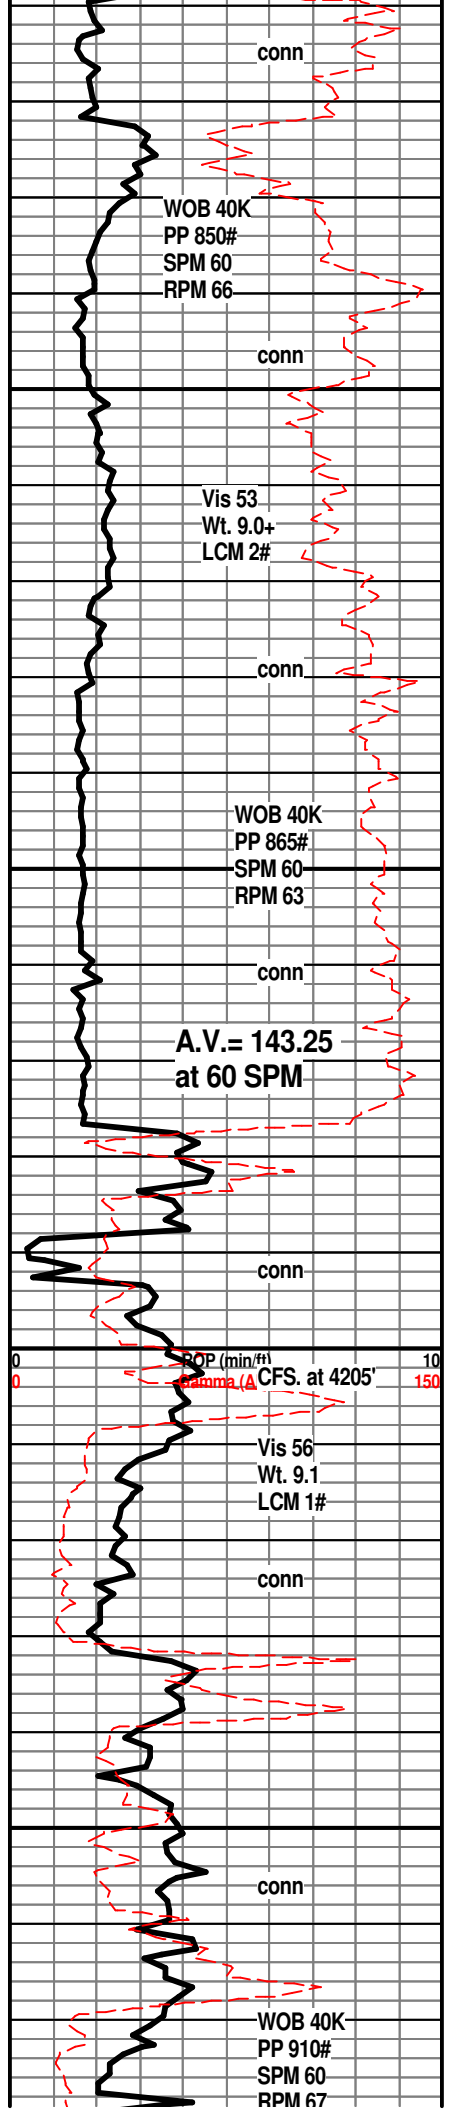 conn
WOB 40K
PP 850#
SPM 60
RPM 66
conn
Vis 53
Wt. 9.0+
LCM 2#
conn
WOB 40K
PP 865#
SPM 60
RPM 63
conn
A.V.= 143.25
at 60 SPM
conn
0 ROP (min/ft) 10
0 Gamma (A 150
CFS. at 4205'
Vis 56
Wt. 9.1
LCM 1#
conn
conn
WOB 40K
PP 910#
SPM 60
RPM 67